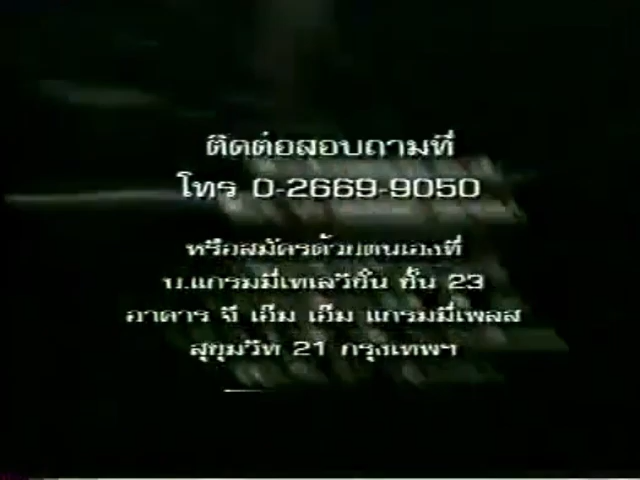 ติดต่อสอบถามที่
โทร 0-2669-9050
หรือสมัครด้วยตนเองที่
บ.แกรมมี่เทเลวิชั่น ชั้น 23
อาคาร จี เอ็ม เอ็ม แกรมมี่เพลส
สุขุมวิท 21 กรุงเทพฯ